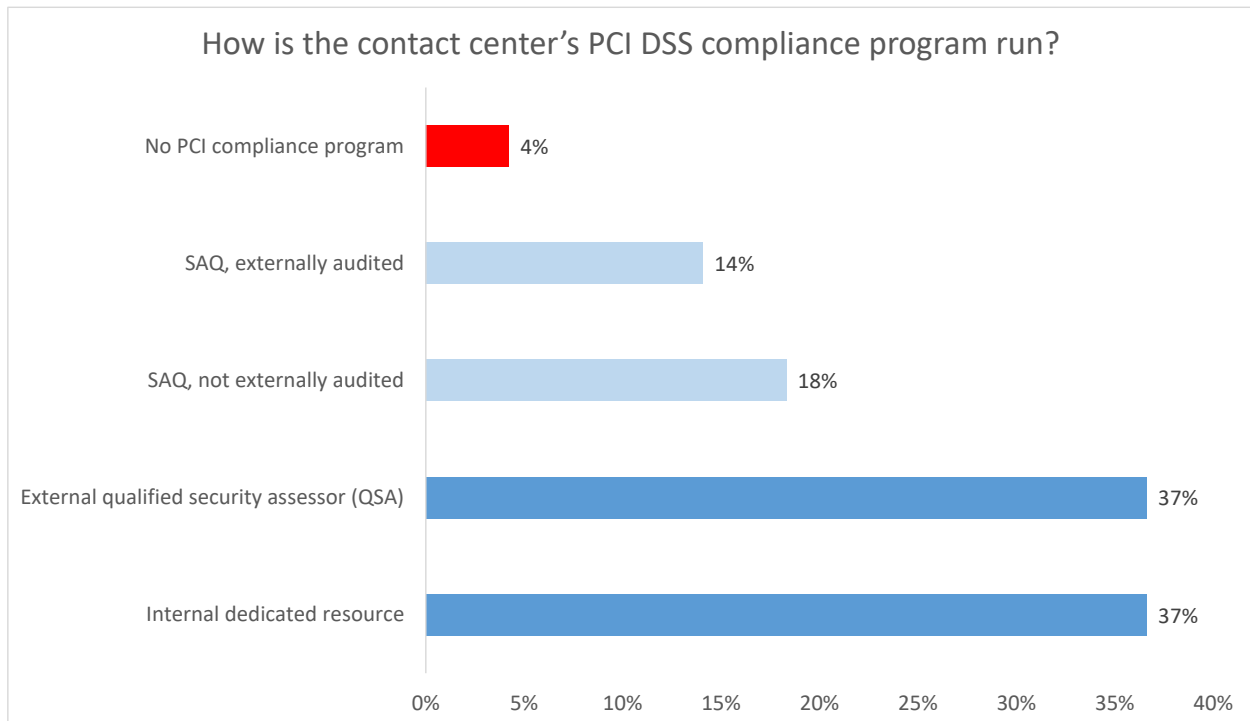 How is the contact center’s PCI DSS compliance program run?
No PCI compliance program
4%
SAQ, externally audited
14%
SAQ, not externally audited
18%
External qualified security assessor (QSA)
37%
Internal dedicated resource
37%
0% 5% 10% 15% 20% 25% 30% 35% 40%